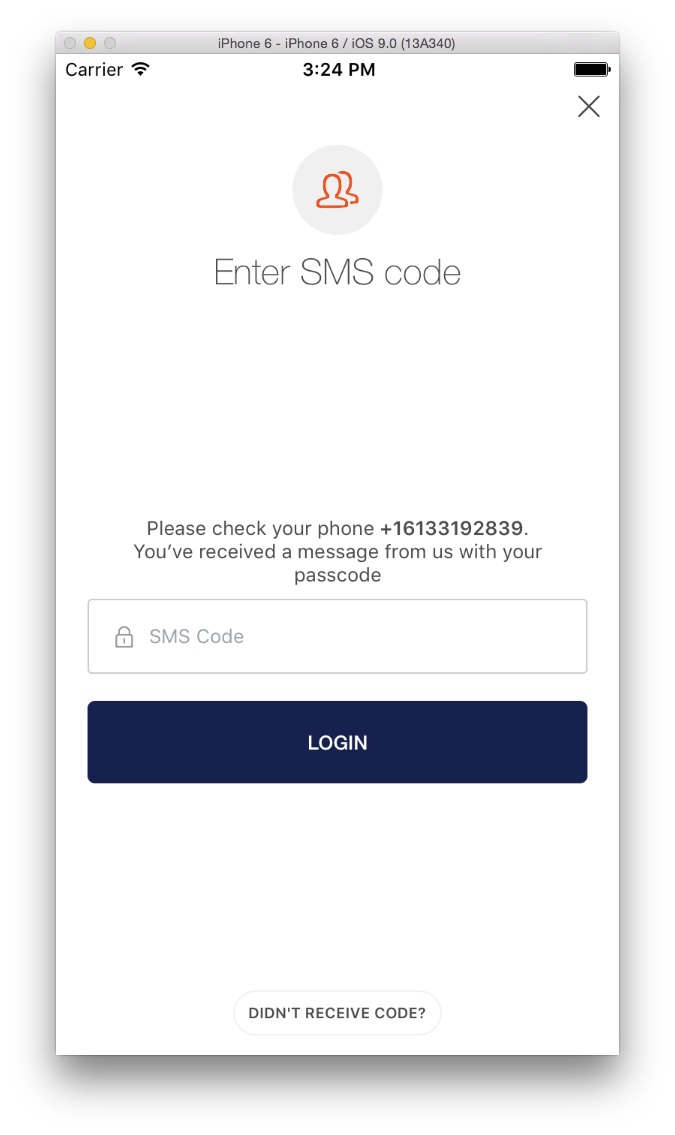 iPhone 6 - iPhone 6 / iOS 9.0 (13A340)
Carrier 3:24 PM
Enter SMS code
Please check your phone +16133192839.
You’ve received a message from us with your
passcode
SMS Code
LOGIN
DIDN'T RECEIVE CODE?